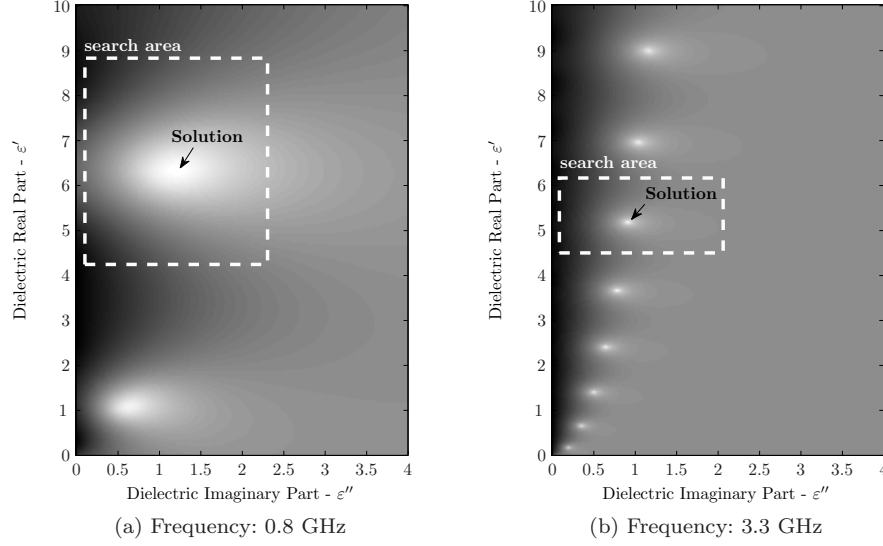 10
9
8
7
6
5
4
3
2
1
0
0 0.5 1 1.5 2 2.5 3 3.5 4
Dielectric Real Part - ε′
Dielectric Imaginary Part - ε′′
search area
Solution
(a) Frequency: 0.8 GHz
10
9
8
7
6
5
4
3
2
1
0
0 0.5 1 1.5 2 2.5 3 3.5 4
Dielectric Real Part - ε′
Dielectric Imaginary Part - ε′′
search area
Solution
(b) Frequency: 3.3 GHz